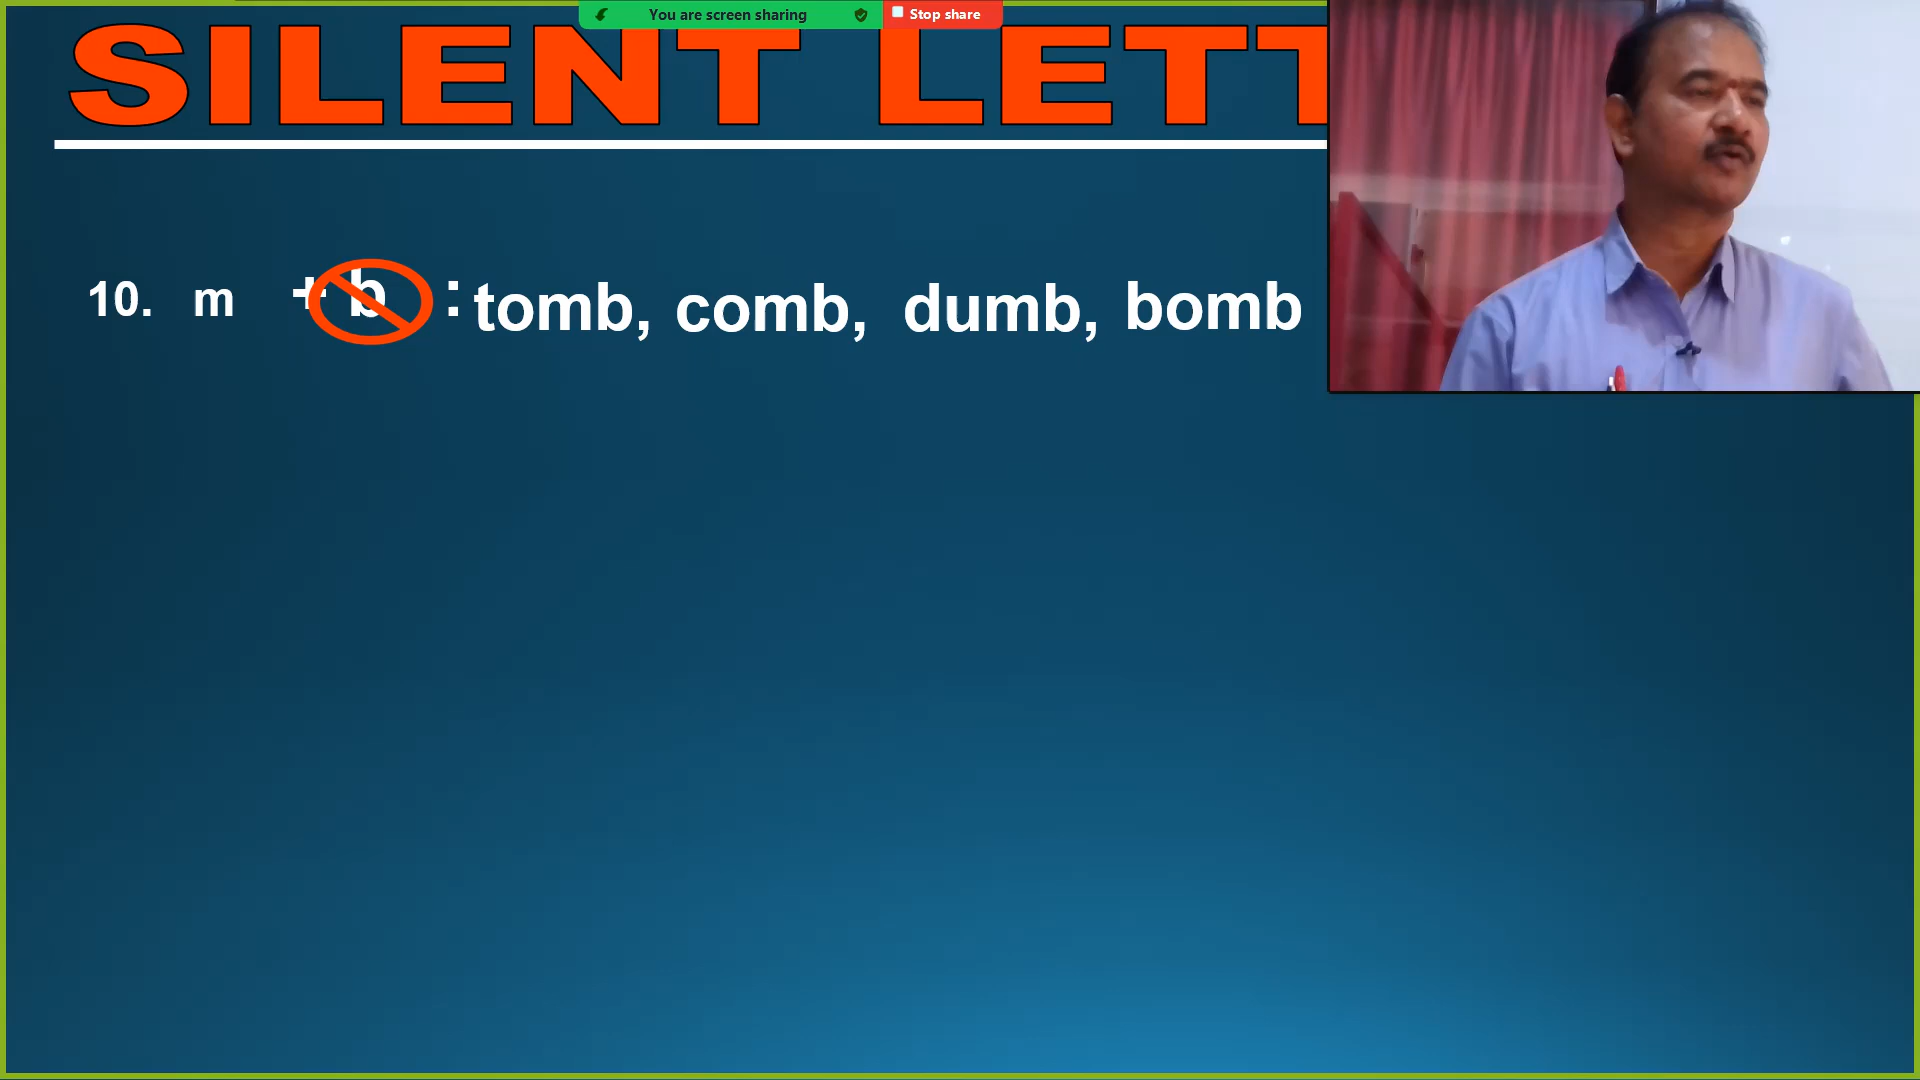 You are screen sharing Stop share
SILENT LETT
10. m + b : tomb, comb, dumb, bomb